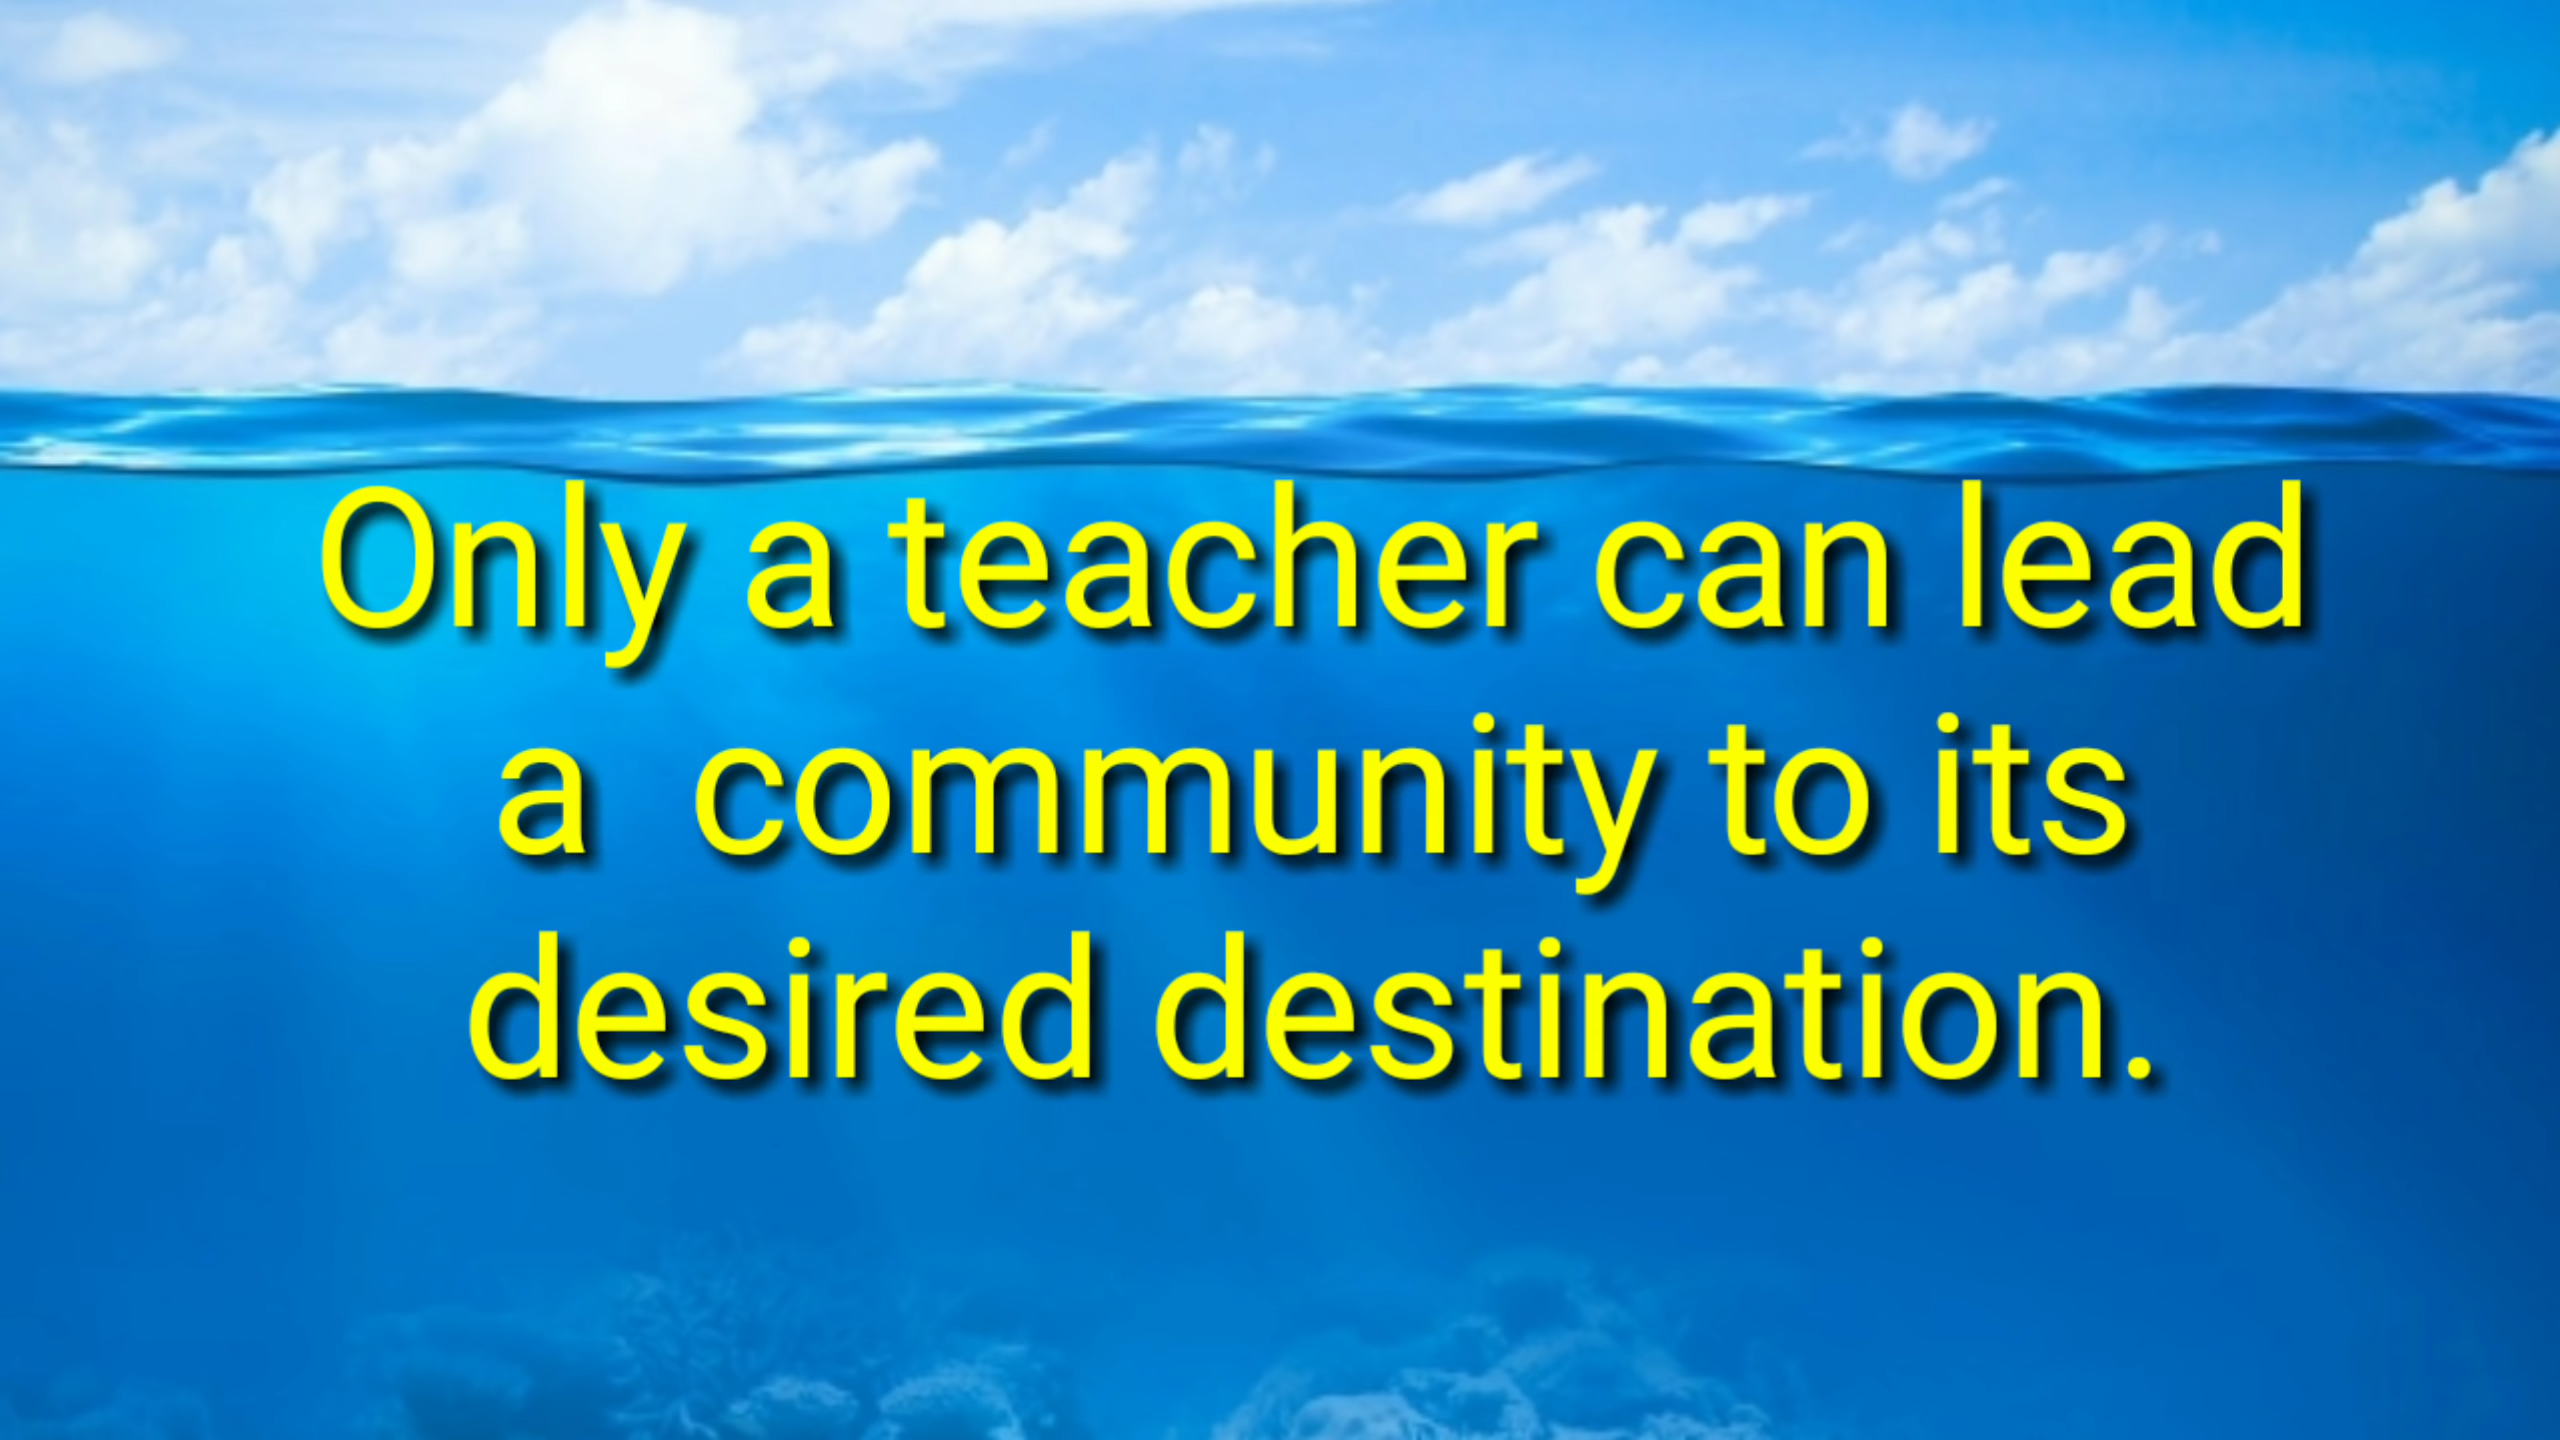 Only a teacher can lead
a  community to its
desired destination.